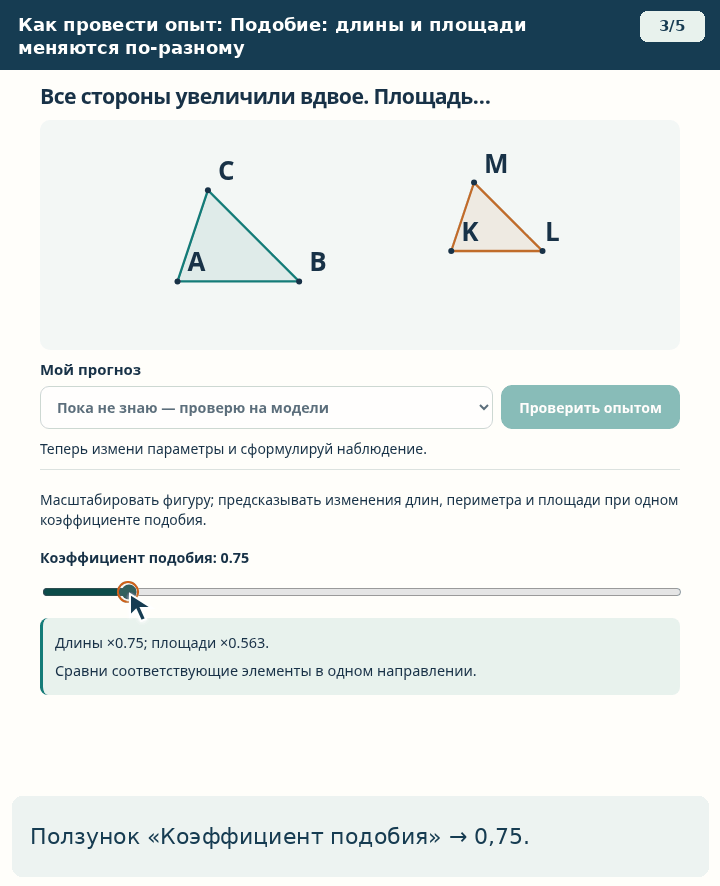 Как провести опыт: Подобие: длины и площади
меняются по-разному
3/5
Все стороны увеличили вдвое. Площадь…
C
M
K
L
A
B
Мой прогноз
Пока не знаю — проверю на модели
Проверить опытом
Теперь измени параметры и сформулируй наблюдение.
Масштабировать фигуру; предсказывать изменения длин, периметра и площади при одном
коэффициенте подобия.
Коэффициент подобия: 0.75
Длины ×0.75; площади ×0.563.
Сравни соответствующие элементы в одном направлении.
Ползунок «Коэффициент подобия» → 0,75.